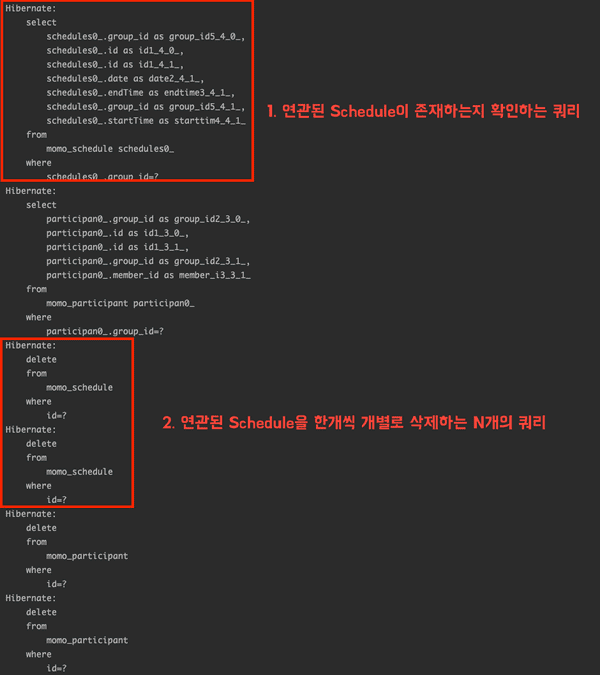 Hibernate:
select
schedules0_.group_id as group_id5_4_0_,
schedules0_.id as id1_4_0_,
schedules0_.id as id1_4_1_,
schedules0_.date as date2_4_1_,
schedules0_.endTime as endtime3_4_1_,
schedules0_.group_id as group_id5_4_1_,
schedules0_.startTime as starttim4_4_1_
1. 연관된 Schedule이 존재하는지 확인하는 쿼리
from
momo_schedule schedules0_
where
schedules0_.group_id=?
Hibernate:
select
participan0_.group_id as group_id2_3_0_,
participan0_.id as id1_3_0_,
participan0_.id as id1_3_1_,
participan0_.group_id as group_id2_3_1_,
participan0_.member_id as member_i3_3_1_
from
momo_participant participan0_
where
participan0_.group_id=?
Hibernate:
delete
from
momo_schedule
where
id=?
2. 연관된 Schedule을 한개씩 개별로 삭제하는 N개의 쿼리
Hibernate:
delete
from
momo_schedule
where
id=?
Hibernate:
delete
from
momo_participant
where
id=?
Hibernate:
delete
from
momo_participant
where
id=?